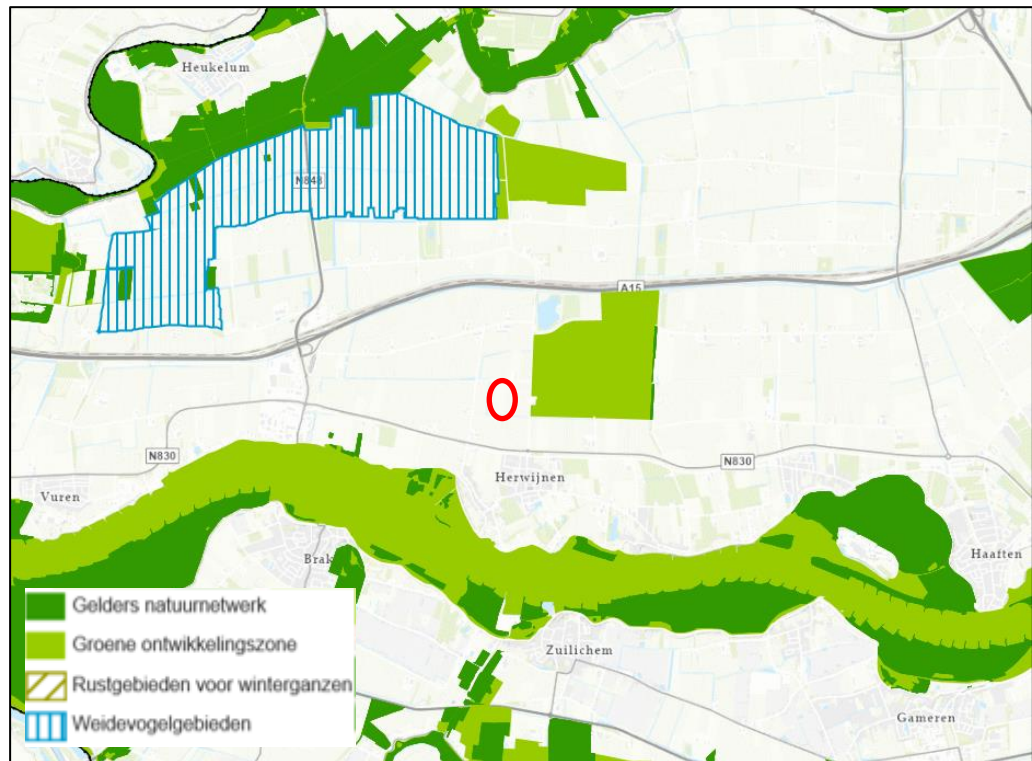 Heukelum
N848
A15
N830
N830
Herwijnen
Vuren
Brak
Haaften
Zuilichem
Gameren
Gelders natuurnetwerk
Groene ontwikkelingszone
Rustgebieden voor winterganzen
Weidevogelgebieden